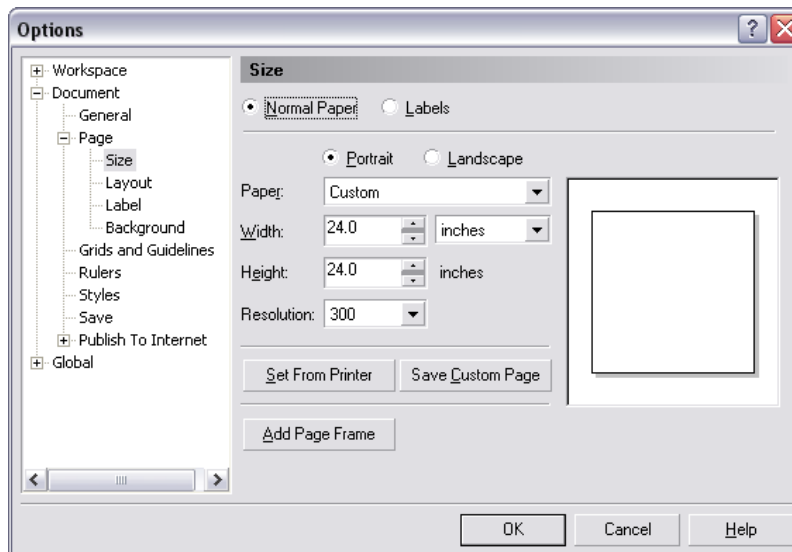 Options
Workspace
Document
General
Page
Size
Layout
Label
Background
Grids and Guidelines
Rulers
Styles
Save
Publish To Internet
Global
Size
Normal Paper Labels
Portrait Landscape
Paper: Custom
Width: 24.0 inches
Height: 24.0 inches
Resolution: 300
Set From Printer Save Custom Page
Add Page Frame
OK Cancel Help